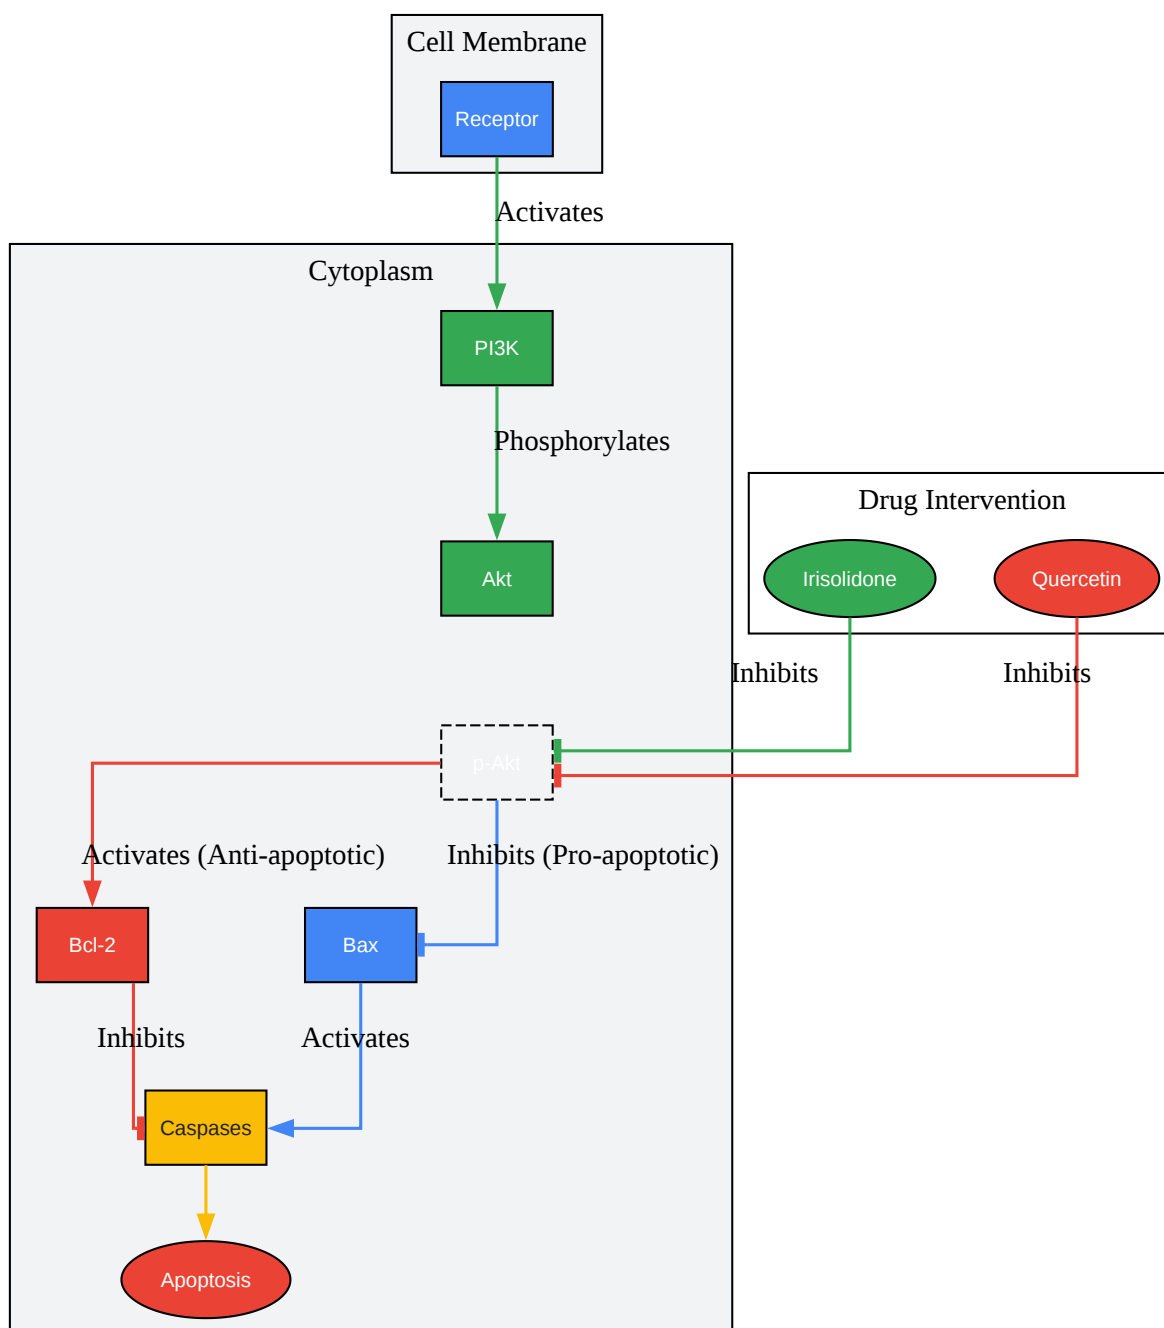 Cell Membrane
Receptor
Activates
Cytoplasm
PI3K
Phosphorylates
Drug Intervention
Akt
Irisolidone
Quercetin
Inhibits
Inhibits
p-Akt
Activates (Anti-apoptotic)
Inhibits (Pro-apoptotic)
Bcl-2
Bax
Inhibits
Activates
Caspases
Apoptosis